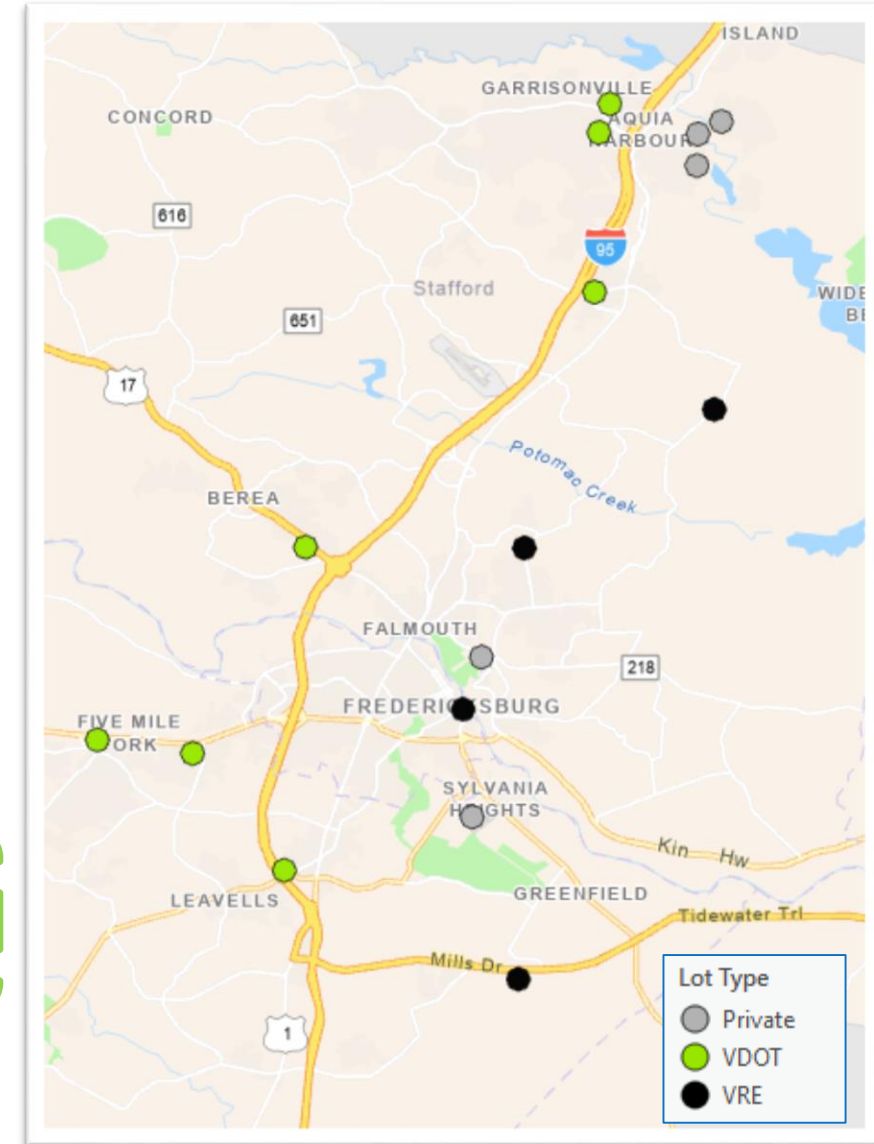 ISLAND
GARRISONVILLE
CONCORD
AQUIA
HARBOUR
616
95
Stafford
WIDE
BE
651
17
Potomac Creek
BEREA
FALMOUTH
218
FREDERICKSBURG
FIVE MILE
FORK
SYLVANIA
HEIGHTS
Kin Hw
LEAVELLS
GREENFIELD
Tidewater Trl
Mills Dr
1
Lot Type
Private
VDOT
VRE